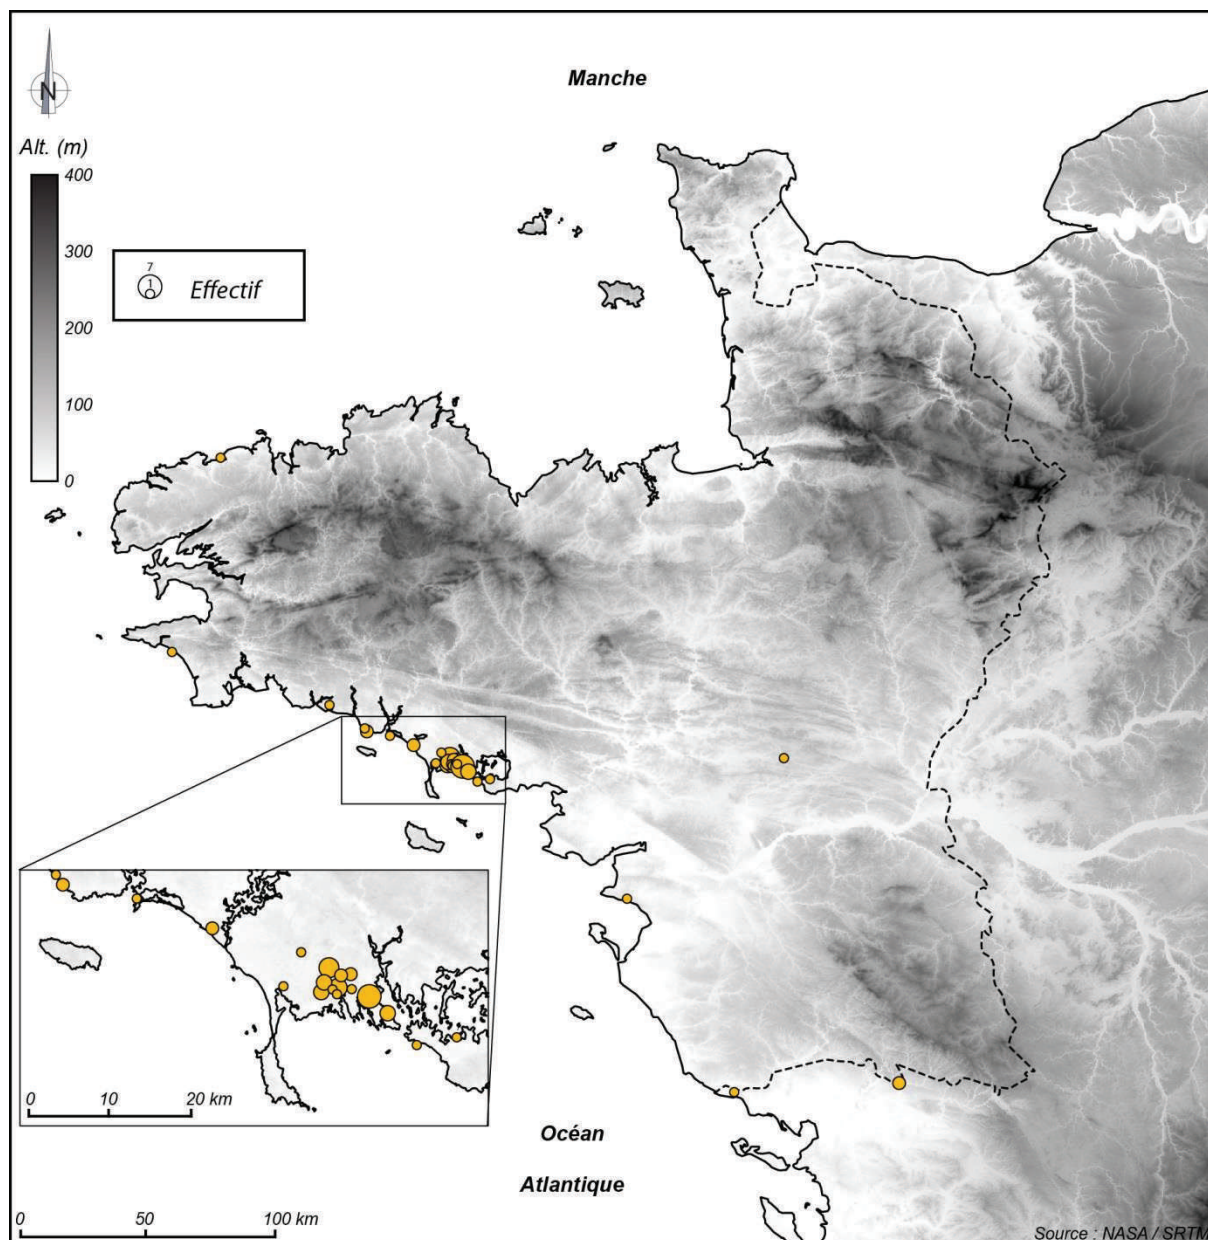 Manche
N
Alt. (m)
400
300
200
100
0
7
1
Effectif
0 10 20 km
Océan
Atlantique
0 50 100 km
Source : NASA / SRTM